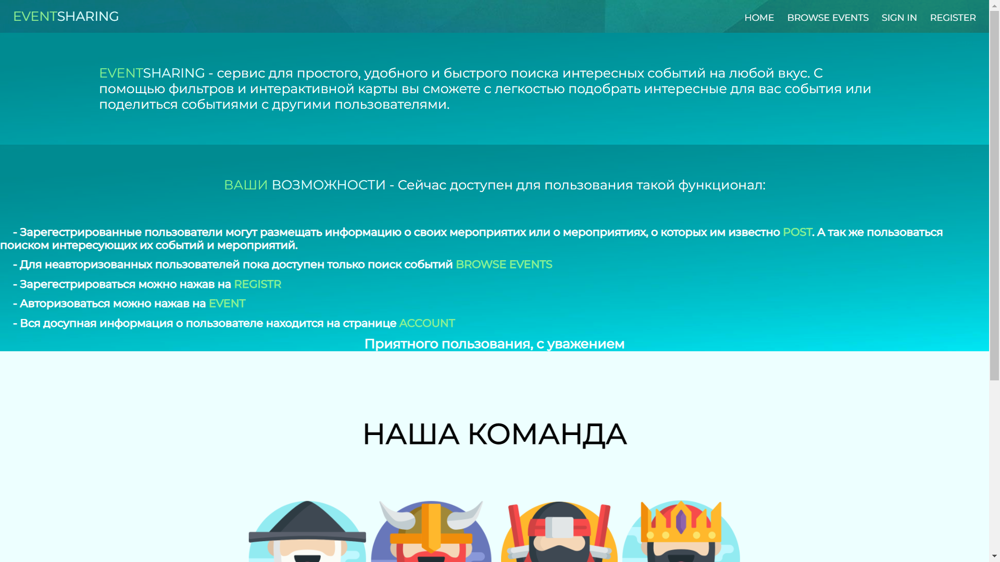 EVENTSHARING
HOME BROWSE EVENTS SIGN IN REGISTER
EVENTSHARING - сервис для простого, удобного и быстрого поиска интересных событий на любой вкус. С
помощью фильтров и интерактивной карты вы сможете с легкостью подобрать интересные для вас события или
поделиться событиями с другими пользователями.
ВАШИ ВОЗМОЖНОСТИ - Сейчас доступен для пользования такой функционал:
- Зарегестрированные пользователи могут размещать информацию о своих мероприятих или о мероприятиях, о которых им известно POST. А так же пользоваться
поиском интересующих их событий и мероприятий.
- Для неавторизованных пользователей пока доступен только поиск событий BROWSE EVENTS
- Зарегестрироваться можно нажав на REGISTR
- Авторизоваться можно нажав на EVENT
- Вся досупная информация о пользователе находится на странице ACCOUNT
Приятного пользования, с уважением
НАША КОМАНДА